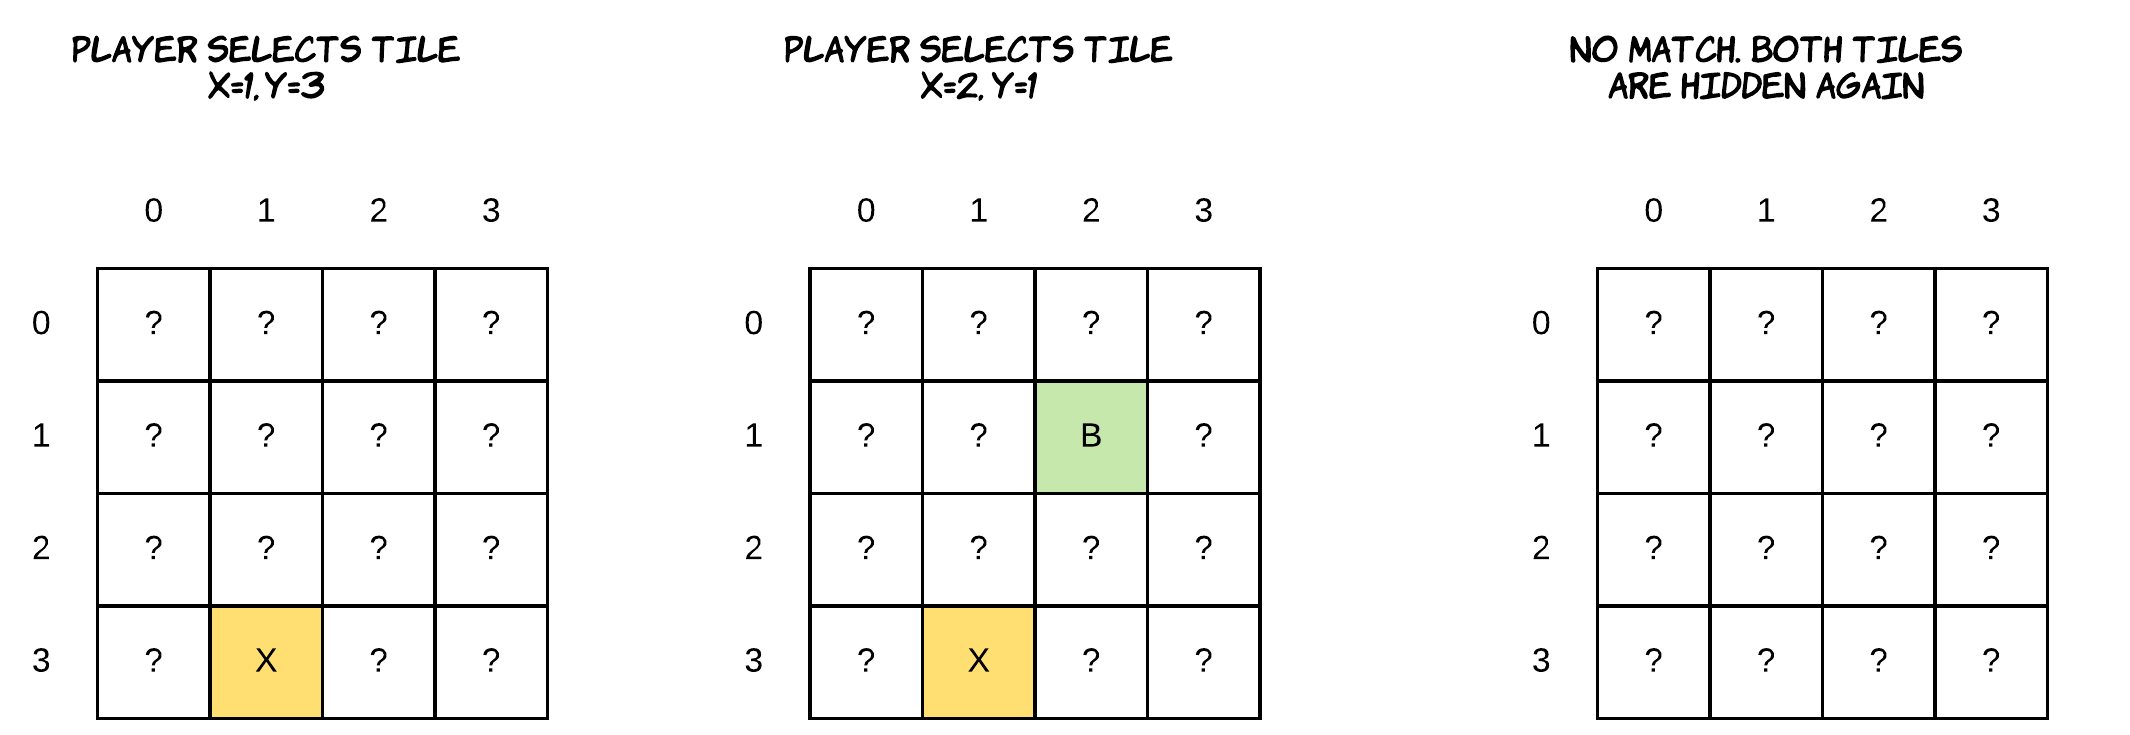 PLAYER SELECTS TILE
X=1, Y=3
0 1 2 3
0 ? ? ? ?
1 ? ? ? ?
2 ? ? ? ?
3 ? X ? ?
PLAYER SELECTS TILE
X=2, Y=1
0 1 2 3
0 ? ? ? ?
1 ? ? B ?
2 ? ? ? ?
3 ? X ? ?
NO MATCH. BOTH TILES
ARE HIDDEN AGAIN
0 1 2 3
0 ? ? ? ?
1 ? ? ? ?
2 ? ? ? ?
3 ? ? ? ?